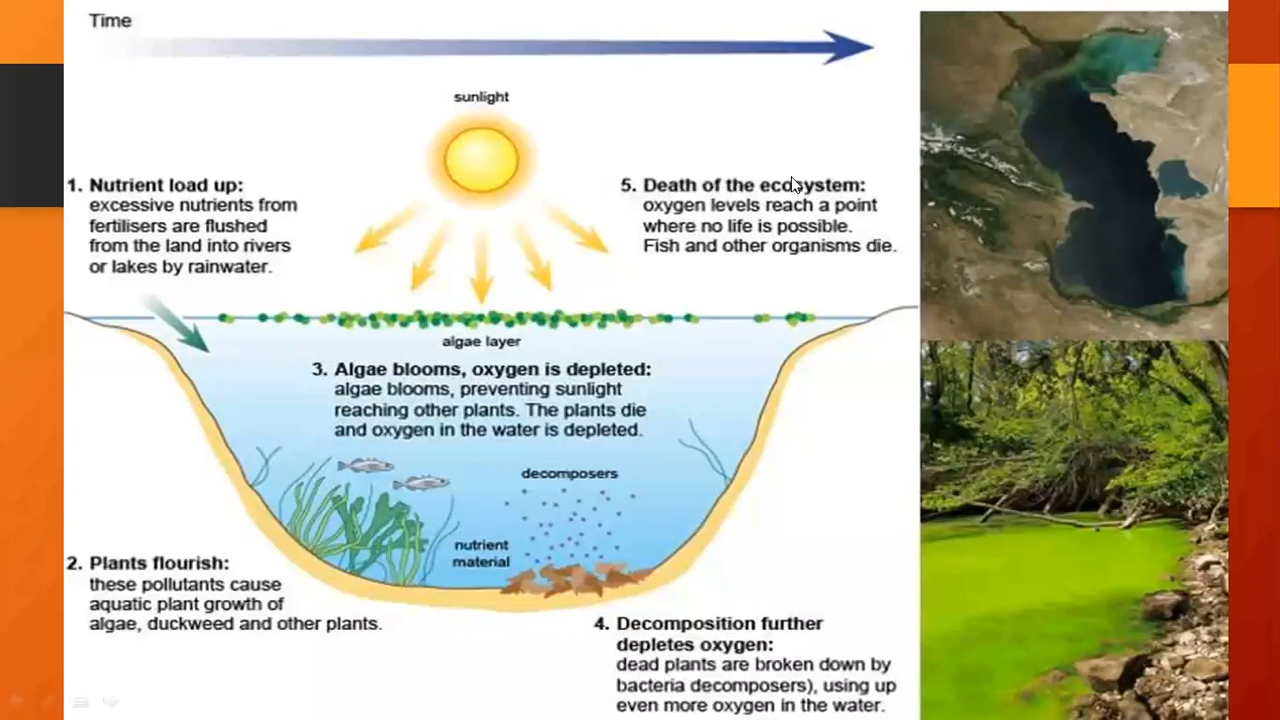 Time
sunlight
1. Nutrient load up:
excessive nutrients from
fertilisers are flushed
from the land into rivers
or lakes by rainwater.
5. Death of the ecosystem:
oxygen levels reach a point
where no life is possible.
Fish and other organisms die.
algae layer
3. Algae blooms, oxygen is depleted:
algae blooms, preventing sunlight
reaching other plants. The plants die
and oxygen in the water is depleted.
decomposers
nutrient
material
2. Plants flourish:
these pollutants cause
aquatic plant growth of
algae, duckweed and other plants.
4. Decomposition further
depletes oxygen:
dead plants are broken down by
bacteria decomposers), using up
even more oxygen in the water.